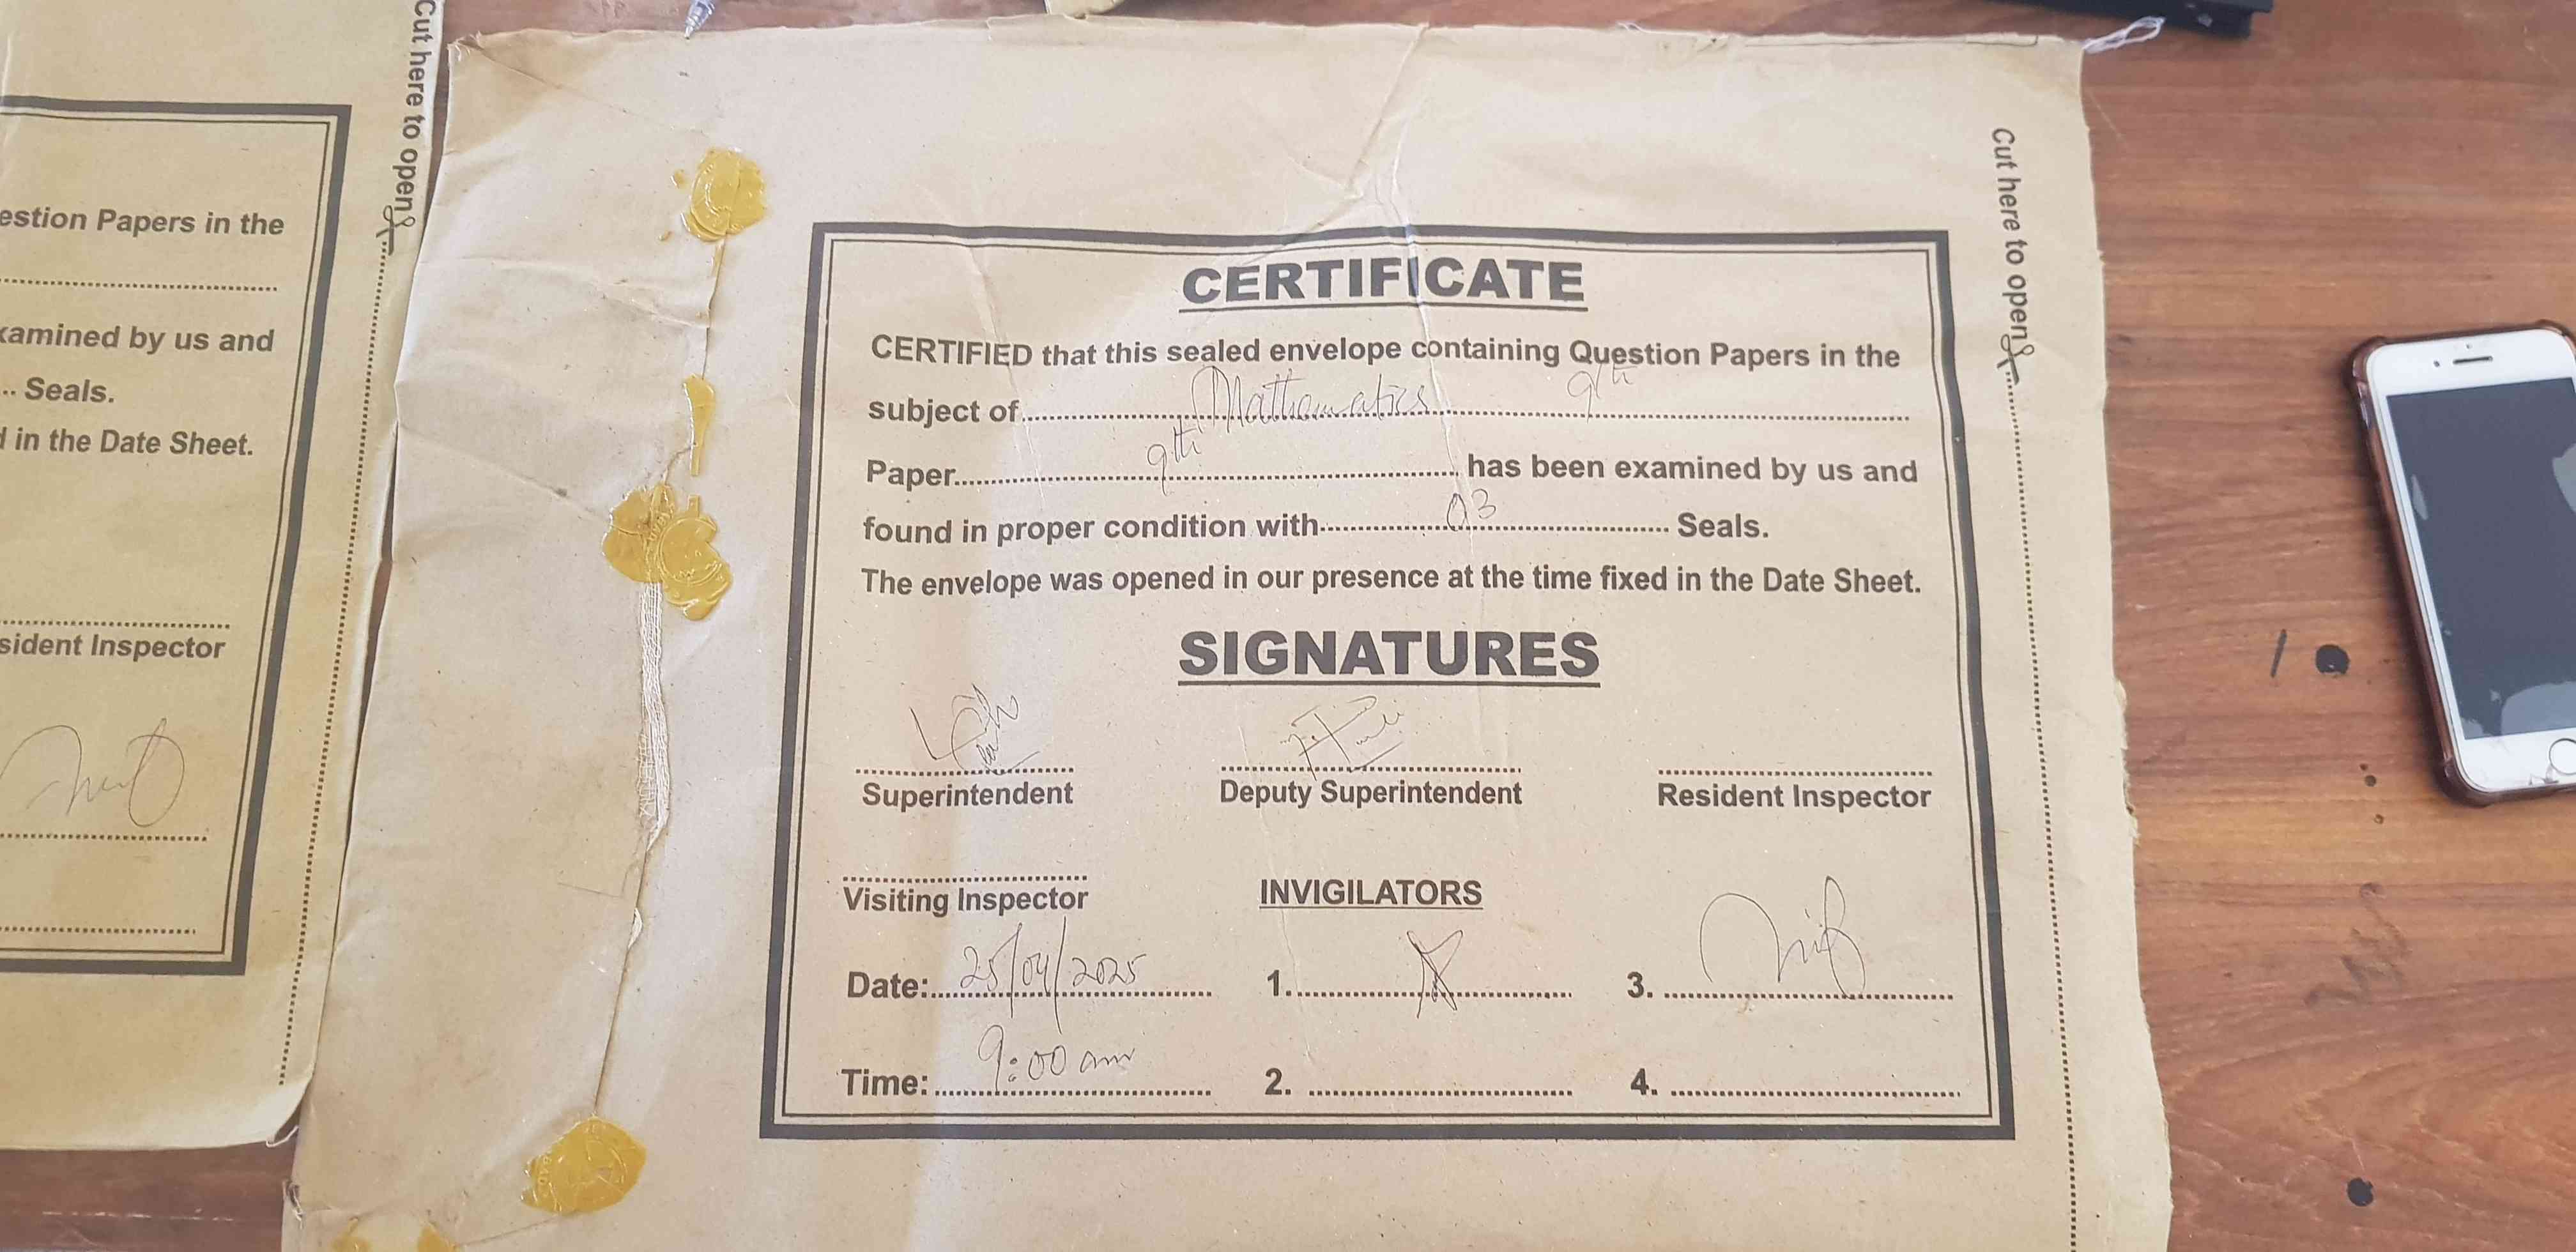 Cut here to open
estion Papers in the
xamined by us and
.. Seals.
d in the Date Sheet.
sident Inspector
Cut here to open
CERTIFICATE
CERTIFIED that this sealed envelope containing Question Papers in the
subject of Mathematics 9th
Paper 9th has been examined by us and
found in proper condition with 03 Seals.
The envelope was opened in our presence at the time fixed in the Date Sheet.
SIGNATURES
Superintendent Deputy Superintendent Resident Inspector
Visiting Inspector INVIGILATORS
Date: 25/04/2025 1. 3.
Time: 9:00 am 2. 4.